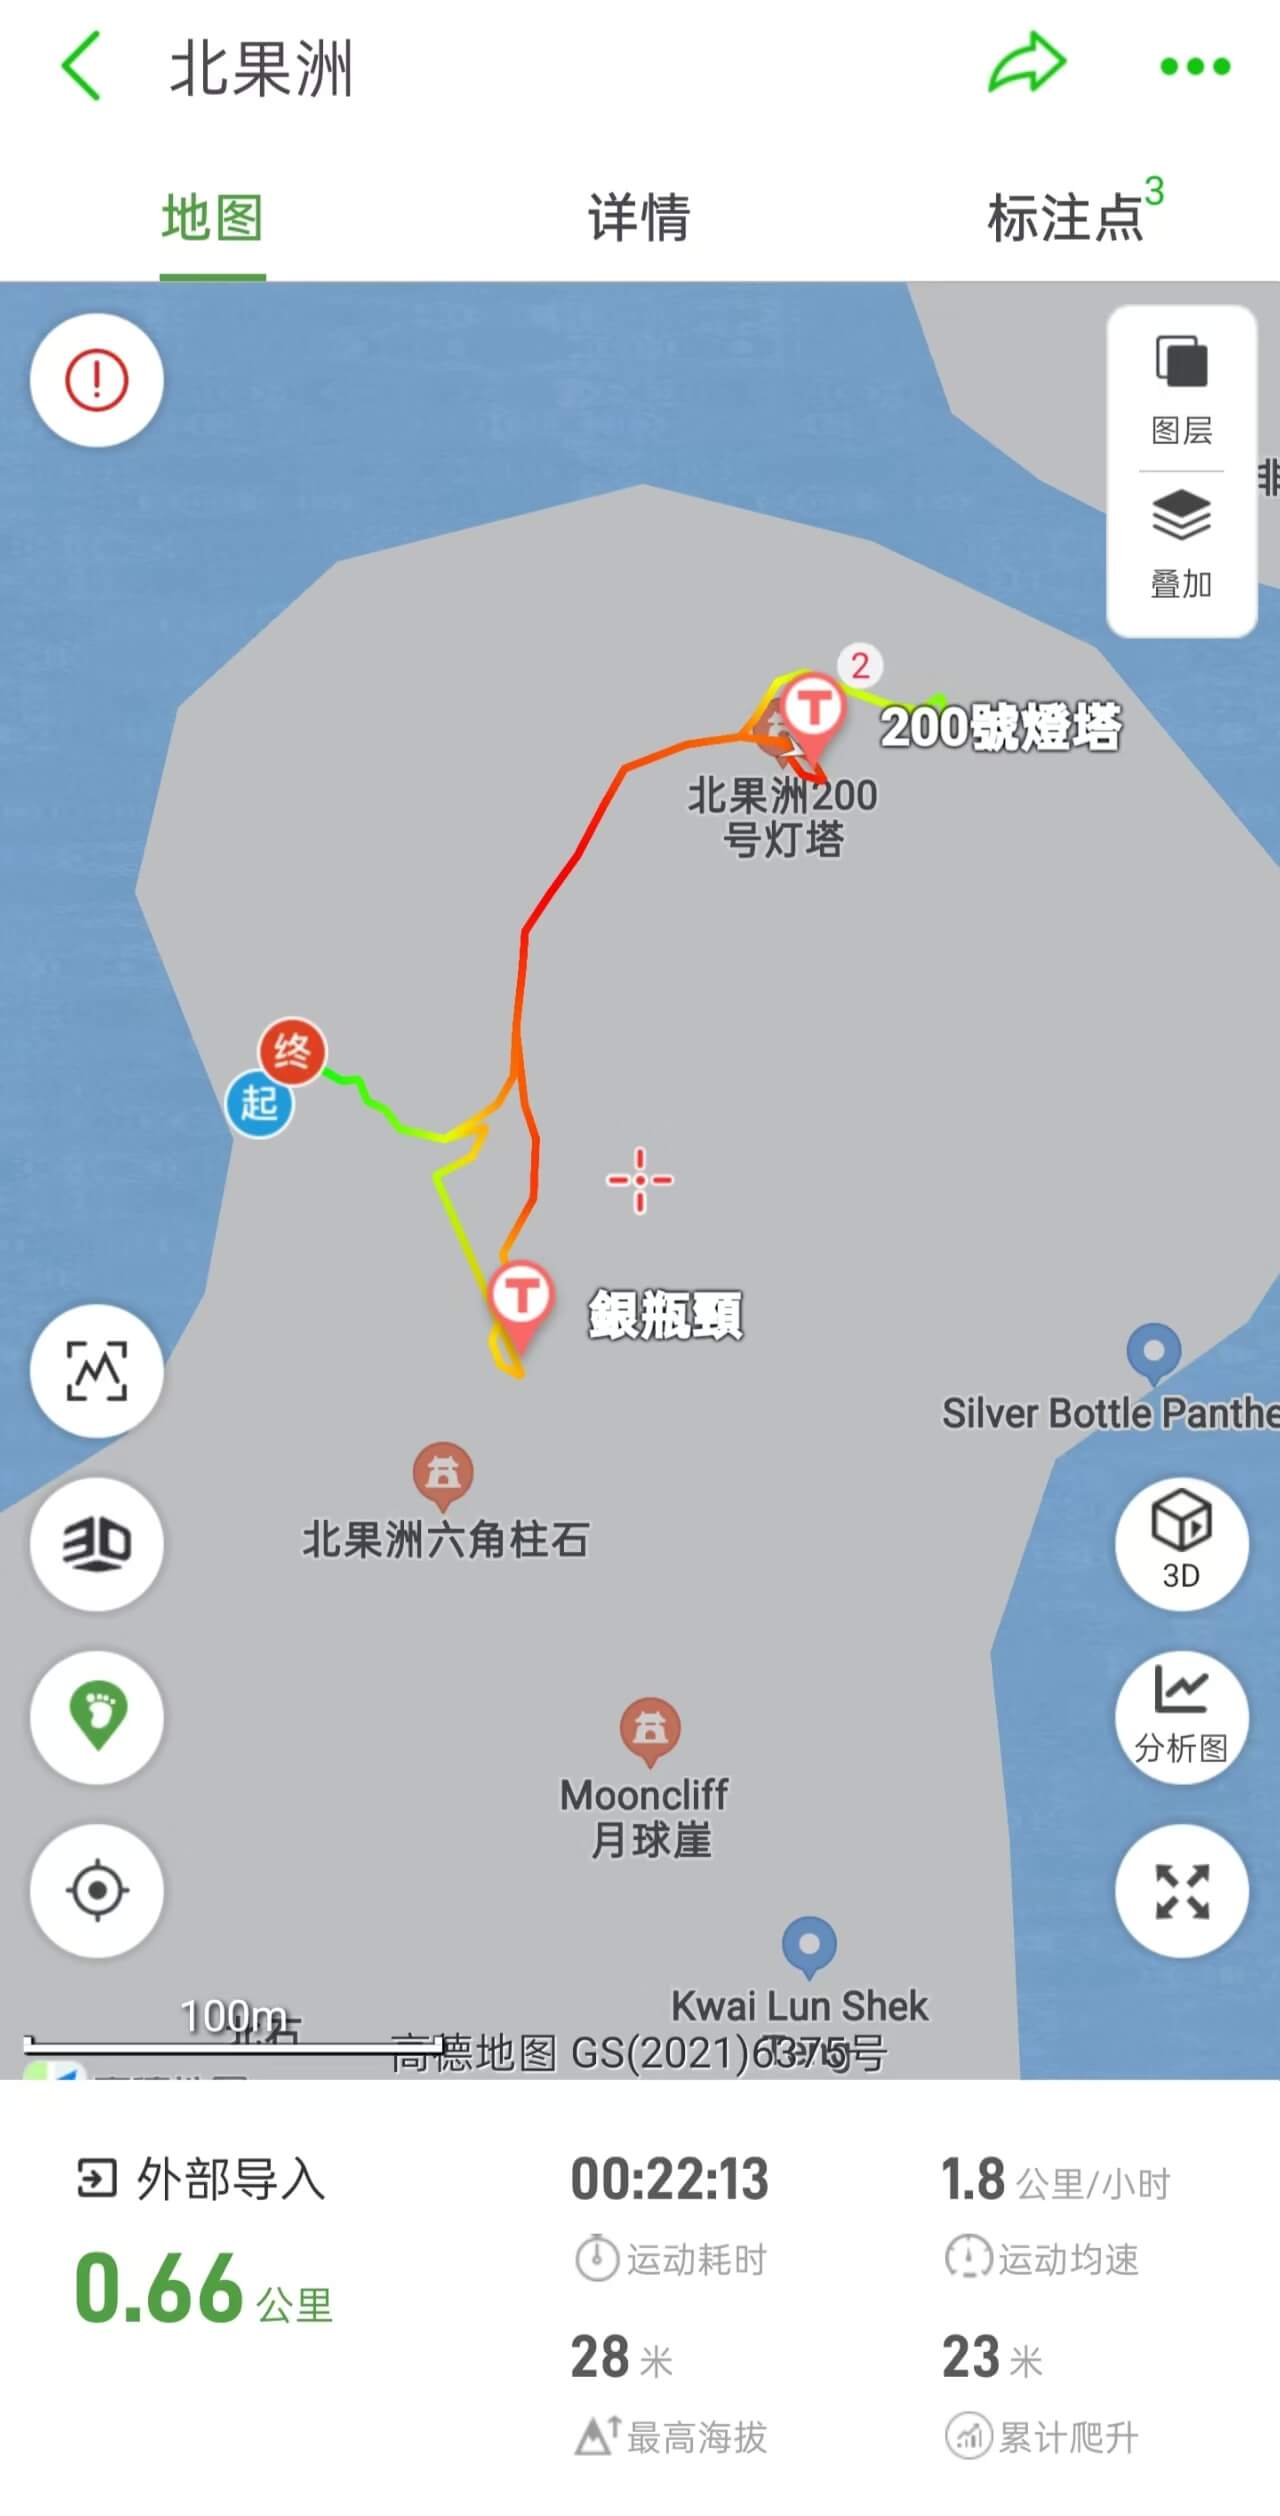 北果洲
地图
详情
标注点
3
图层
叠加
2
200號燈塔
北果洲200
号灯塔
终
起
銀瓶頸
Silver Bottle Panthe
北果洲六角柱石
3D
3D
分析图
Mooncliff
月球崖
Kwai Lun Shek
100m
高德地图 GS(2021)6375号
外部导入
0.66 公里
00:22:13
运动耗时
1.8 公里/小时
运动均速
28 米
最高海拔
23 米
累计爬升